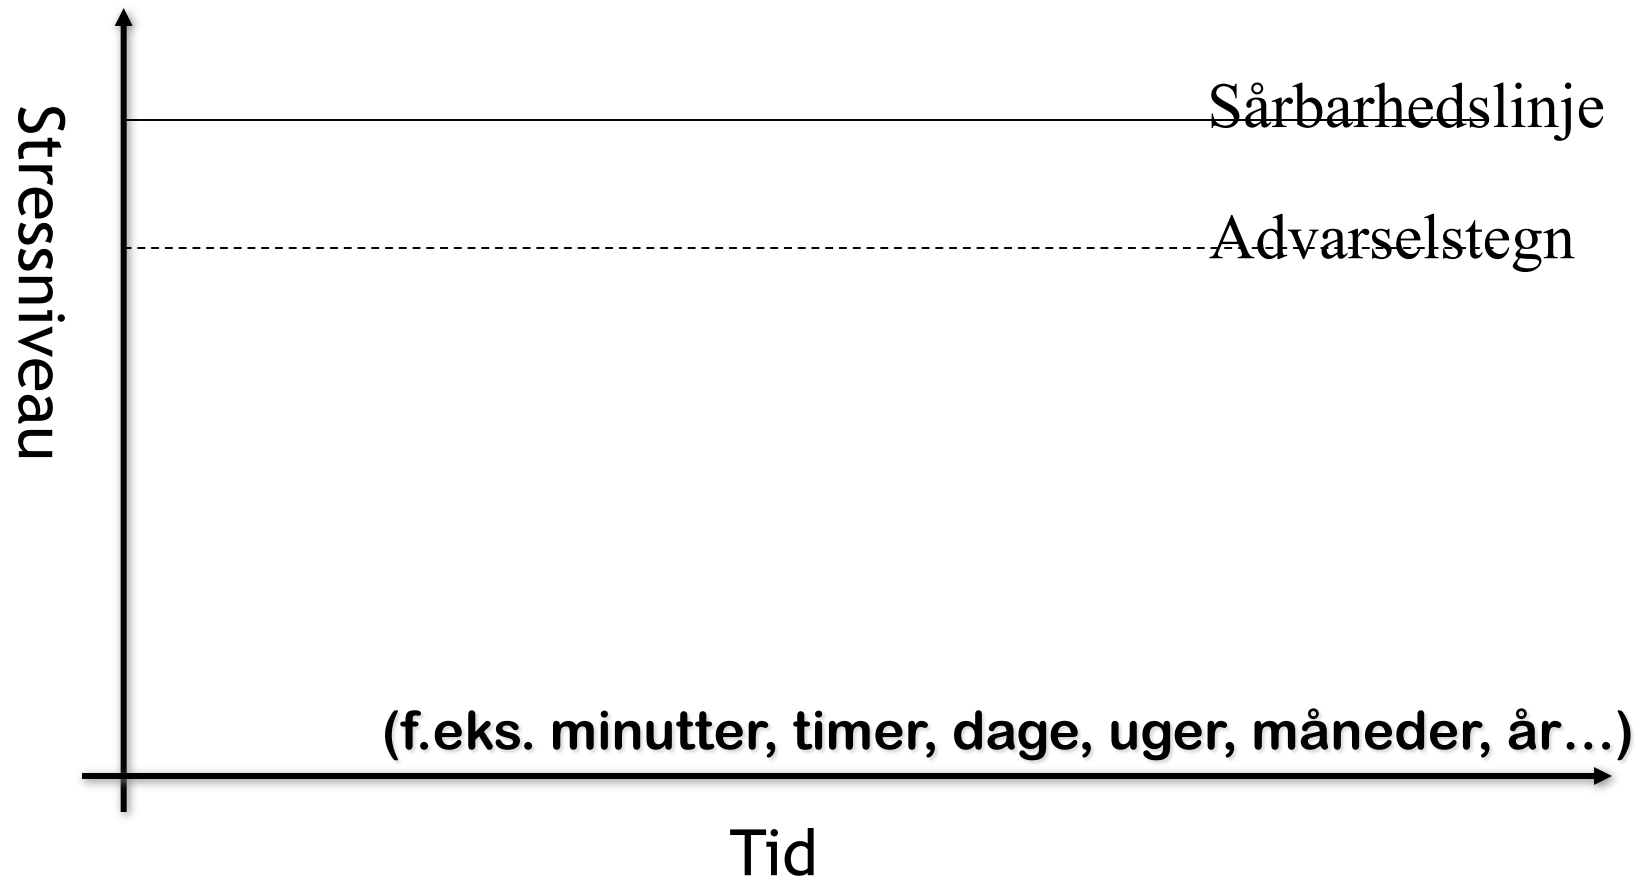 Stressniveau
Sårbarhedslinje
Advarselstegn
(f.eks. minutter, timer, dage, uger, måneder, år…)
Tid